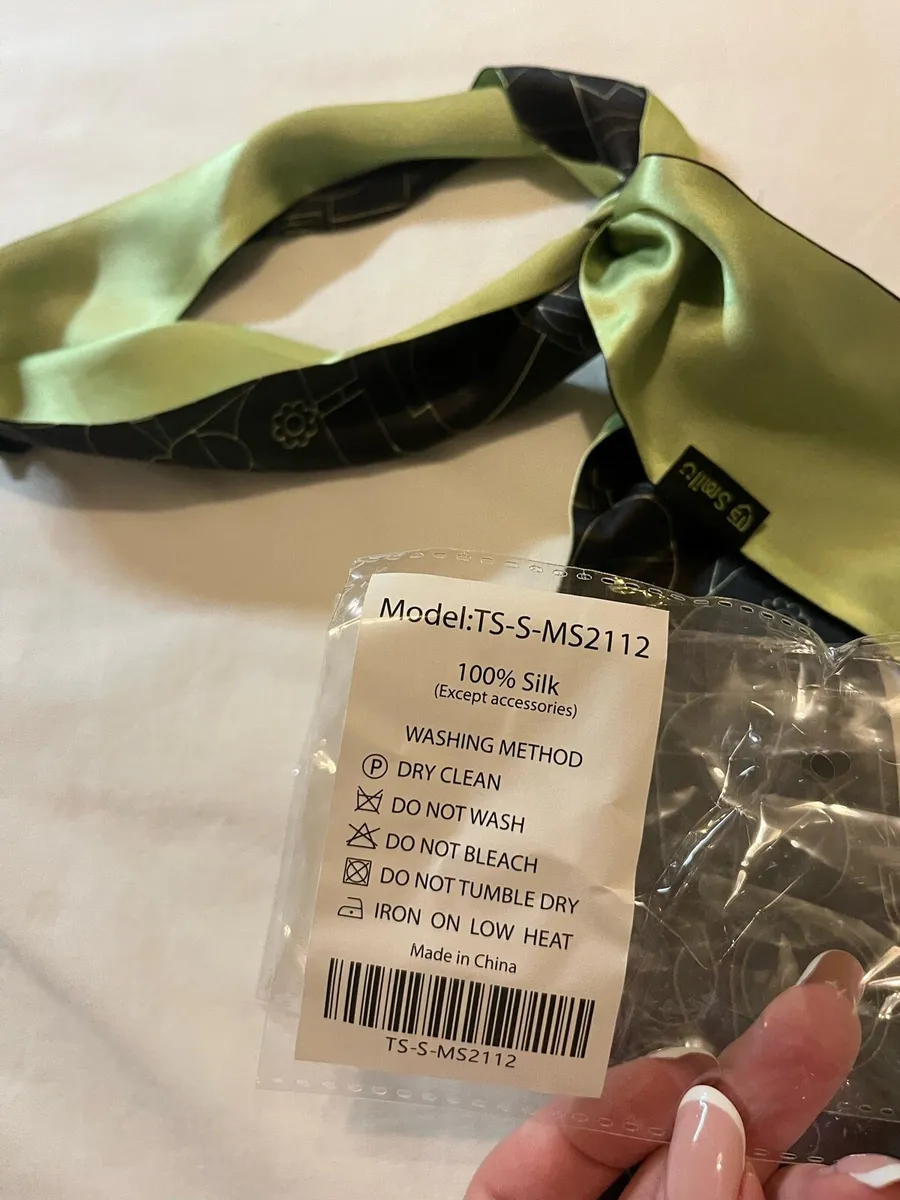 Model:TS-S-MS2112
100% Silk
(Except accessories)
WASHING METHOD
P DRY CLEAN
DO NOT WASH
DO NOT BLEACH
DO NOT TUMBLE DRY
IRON ON LOW HEAT
Made in China
TS-S-MS2112